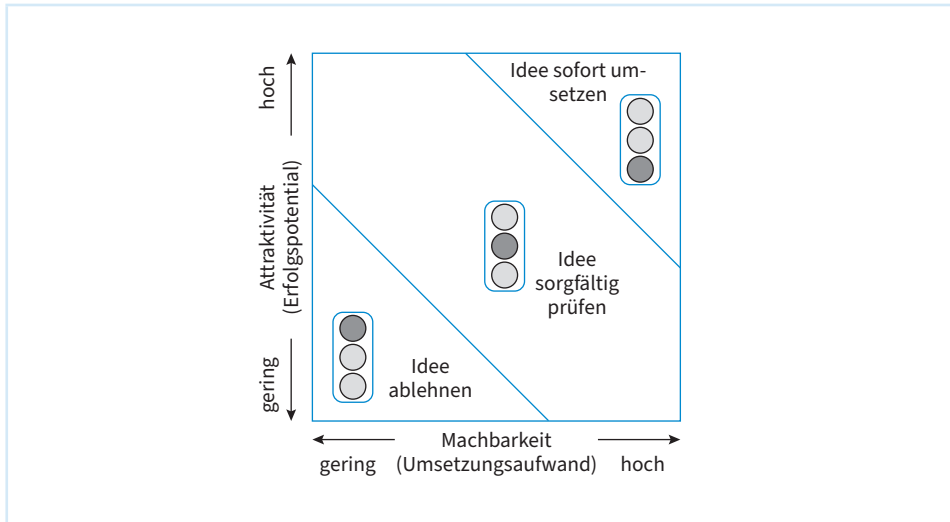 hoch
Attraktivität
(Erfolgspotential)
gering
Idee sofort um-
setzen
Idee
sorgfältig
prüfen
Idee
ablehnen
Machbarkeit
gering (Umsetzungsaufwand) hoch